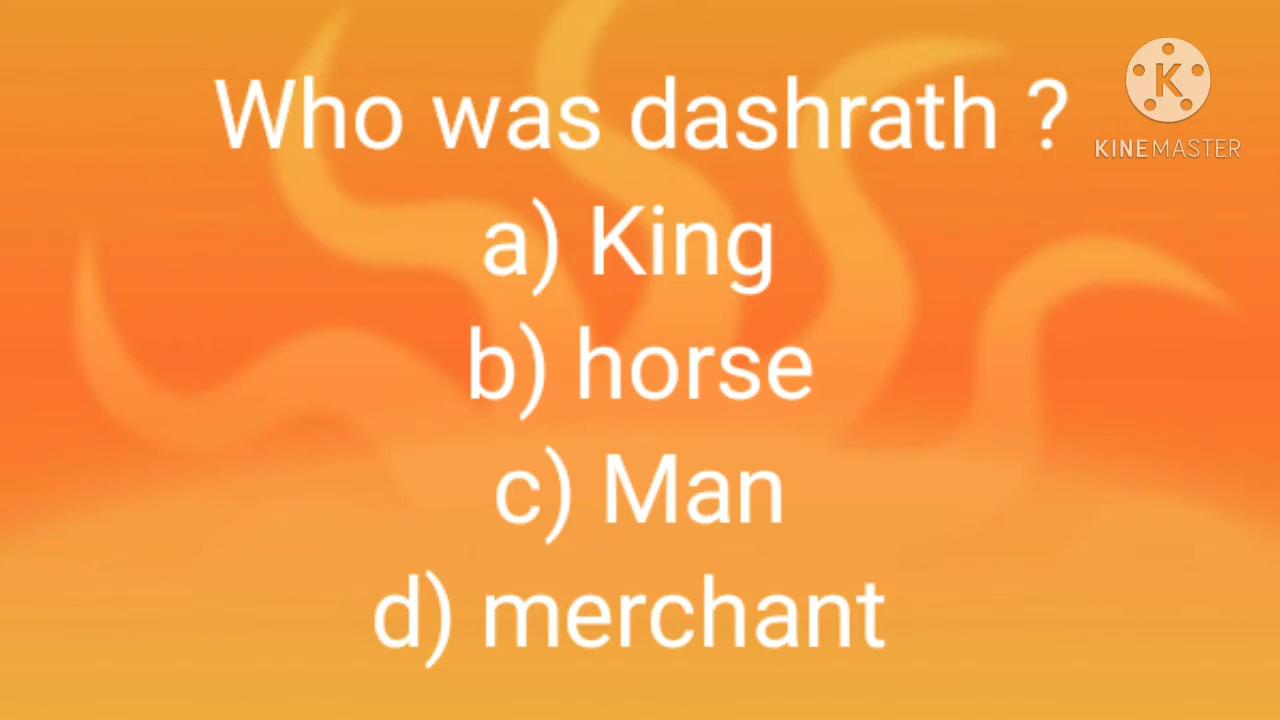 Who was dashrath ?
a) King
b) horse
c) Man
d) merchant
K
KINEMASTER